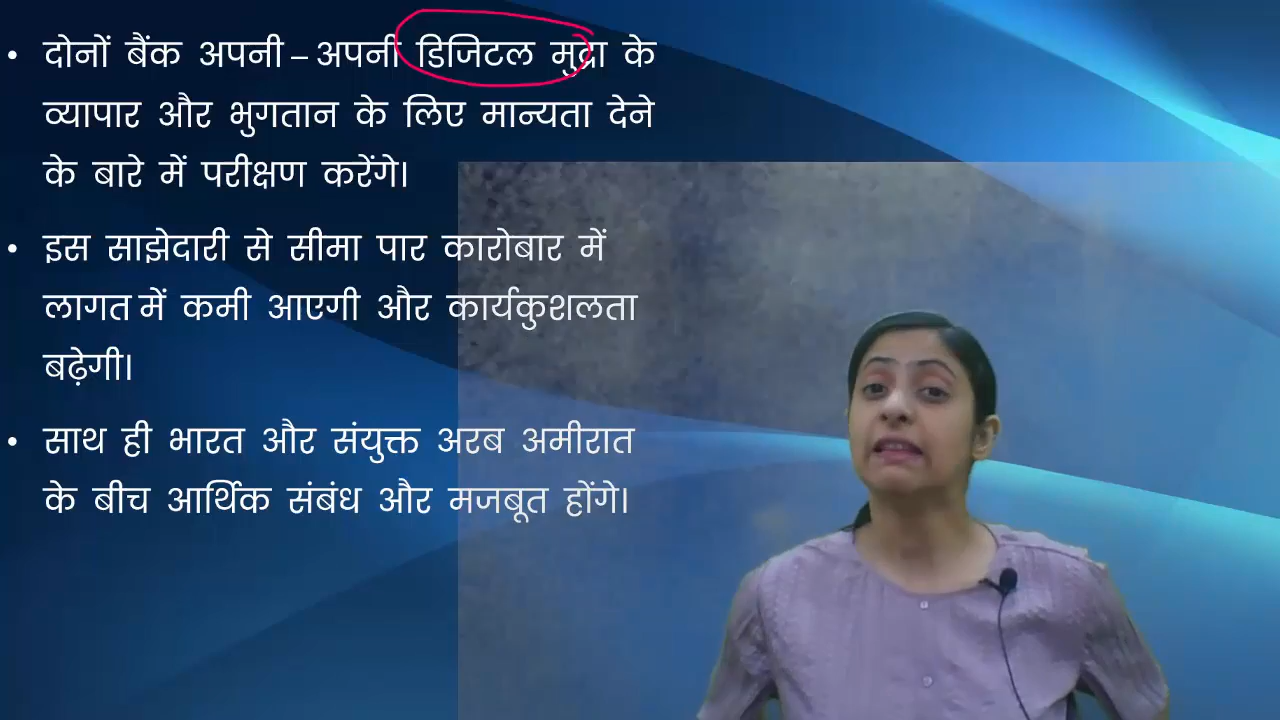 • दोनों बैंक अपनी – अपनी डिजिटल मुद्रा के
व्यापार और भुगतान के लिए मान्यता देने
के बारे में परीक्षण करेंगे।
• इस साझेदारी से सीमा पार कारोबार में
लागत में कमी आएगी और कार्यकुशलता
बढ़ेगी।
• साथ ही भारत और संयुक्त अरब अमीरात
के बीच आर्थिक संबंध और मजबूत होंगे।